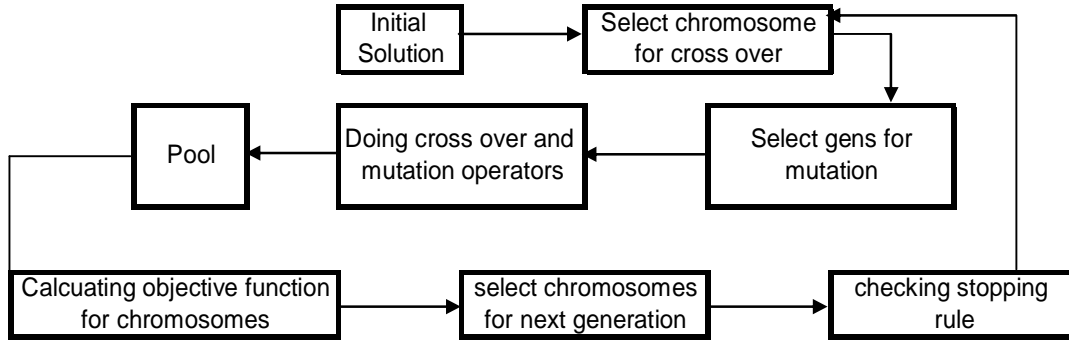 Initial
Solution
Select chromosome
for cross over
Select gens for
mutation
Doing cross over and
mutation operators
Pool
Calcuating objective function
for chromosomes
select chromosomes
for next generation
checking stopping
rule